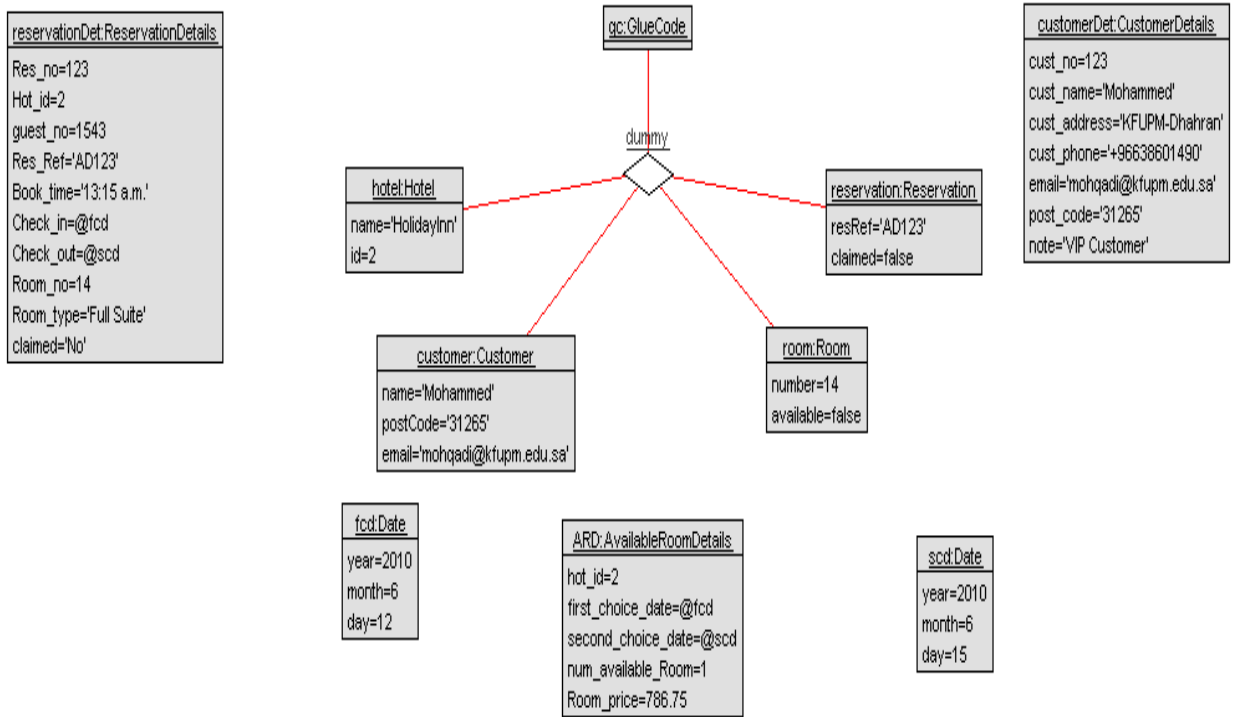 reservationDet:ReservationDetails
Res_no=123
Hot_id=2
guest_no=1543
Res_Ref='AD123'
Book_time='13:15 a.m.'
Check_in=@fcd
Check_out=@scd
Room_no=14
Room_type='Full Suite'
claimed='No'
gc:GlueCode
dummy
hotel:Hotel
name='HolidayInn'
id=2
customer:Customer
name='Mohammed'
postCode='31265'
email='mohqadi@kfupm.edu.sa'
room:Room
number=14
available=false
reservation:Reservation
resRef='AD123'
claimed=false
customerDet:CustomerDetails
cust_no=123
cust_name='Mohammed'
cust_address='KFUPM-Dhahran'
cust_phone='+96638601490'
email='mohqadi@kfupm.edu.sa'
post_code='31265'
note='VIP Customer'
fcd:Date
year=2010
month=6
day=12
ARD:AvailableRoomDetails
hot_id=2
first_choice_date=@fcd
second_choice_date=@scd
num_available_Room=1
Room_price=786.75
scd:Date
year=2010
month=6
day=15